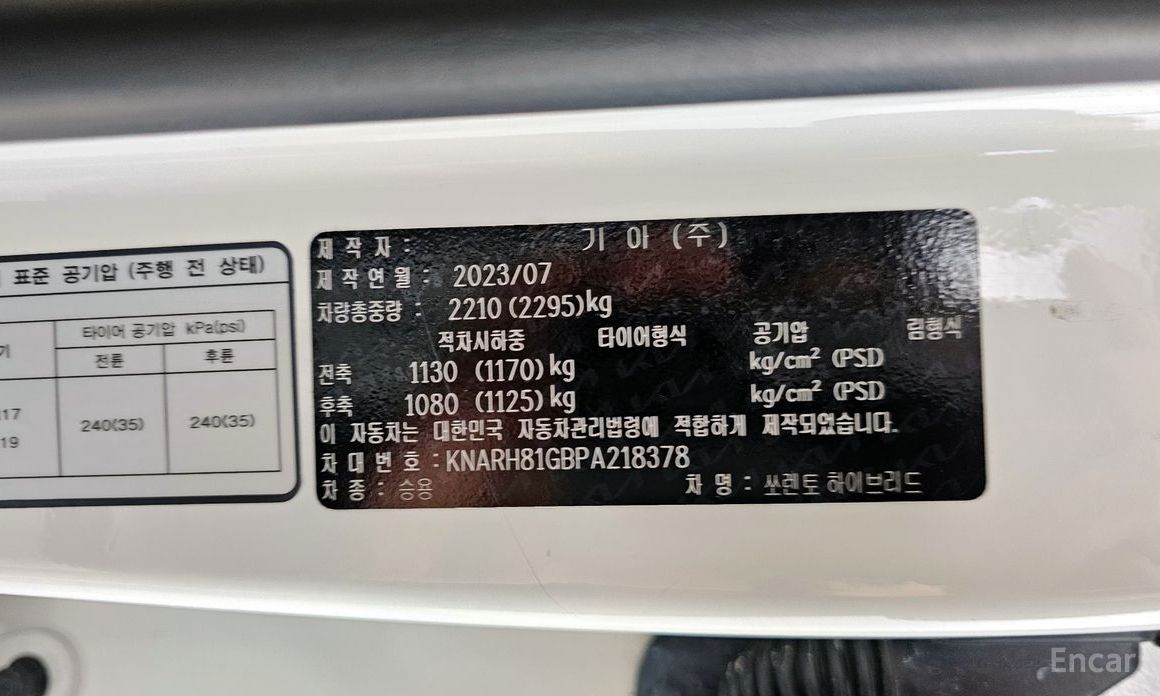 표준 공기압 (주행 전 상태)
타이어 공기압 kPa(psi)
전륜 후륜
17
19
240(35) 240(35)
제 작 자 : 기 아 (주)
제 작 연 월 : 2023/07
차량총중량 : 2210 (2295)kg
적차시하중 타이어형식 공기압 림형식
전축 1130 (1170) kg kg/cm² (PSI)
후축 1080 (1125) kg kg/cm² (PSI)
이 자동차는 대한민국 자동차관리법령에 적합하게 제작되었습니다.
차 대 번 호 : KNARH81GBPA218378
차 종 : 승용 차 명 : 쏘렌토 하이브리드
Encar